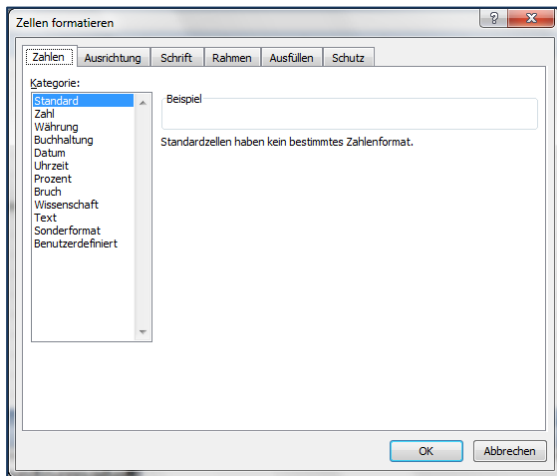 Zellen formatieren
Zahlen Ausrichtung Schrift Rahmen Ausfüllen Schutz
Kategorie:
Standard
Zahl
Währung
Buchhaltung
Datum
Uhrzeit
Prozent
Bruch
Wissenschaft
Text
Sonderformat
Benutzerdefiniert
Beispiel
Standardzellen haben kein bestimmtes Zahlenformat.
OK Abbrechen